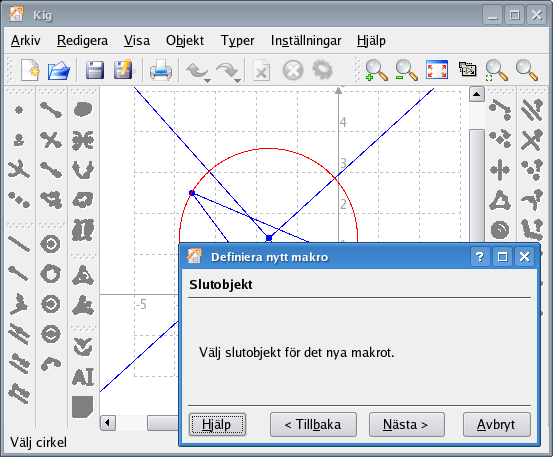 Kig
Arkiv Redigera Visa Objekt Typer Inställningar Hjälp
4
3
2
-5
AI
Definiera nytt makro
Slutobjekt
Välj slutobjekt för det nya makrot.
Hjälp < Tillbaka Nästa > Avbryt
Välj cirkel